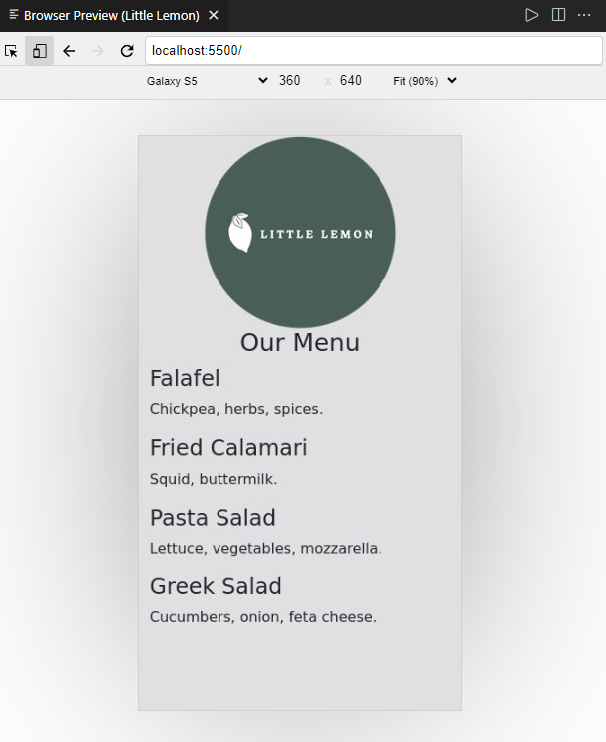 Browser Preview (Little Lemon)
localhost:5500/
Galaxy S5 360 x 640 Fit (90%)
LITTLE LEMON
Our Menu
Falafel
Chickpea, herbs, spices.
Fried Calamari
Squid, buttermilk.
Pasta Salad
Lettuce, vegetables, mozzarella.
Greek Salad
Cucumbers, onion, feta cheese.